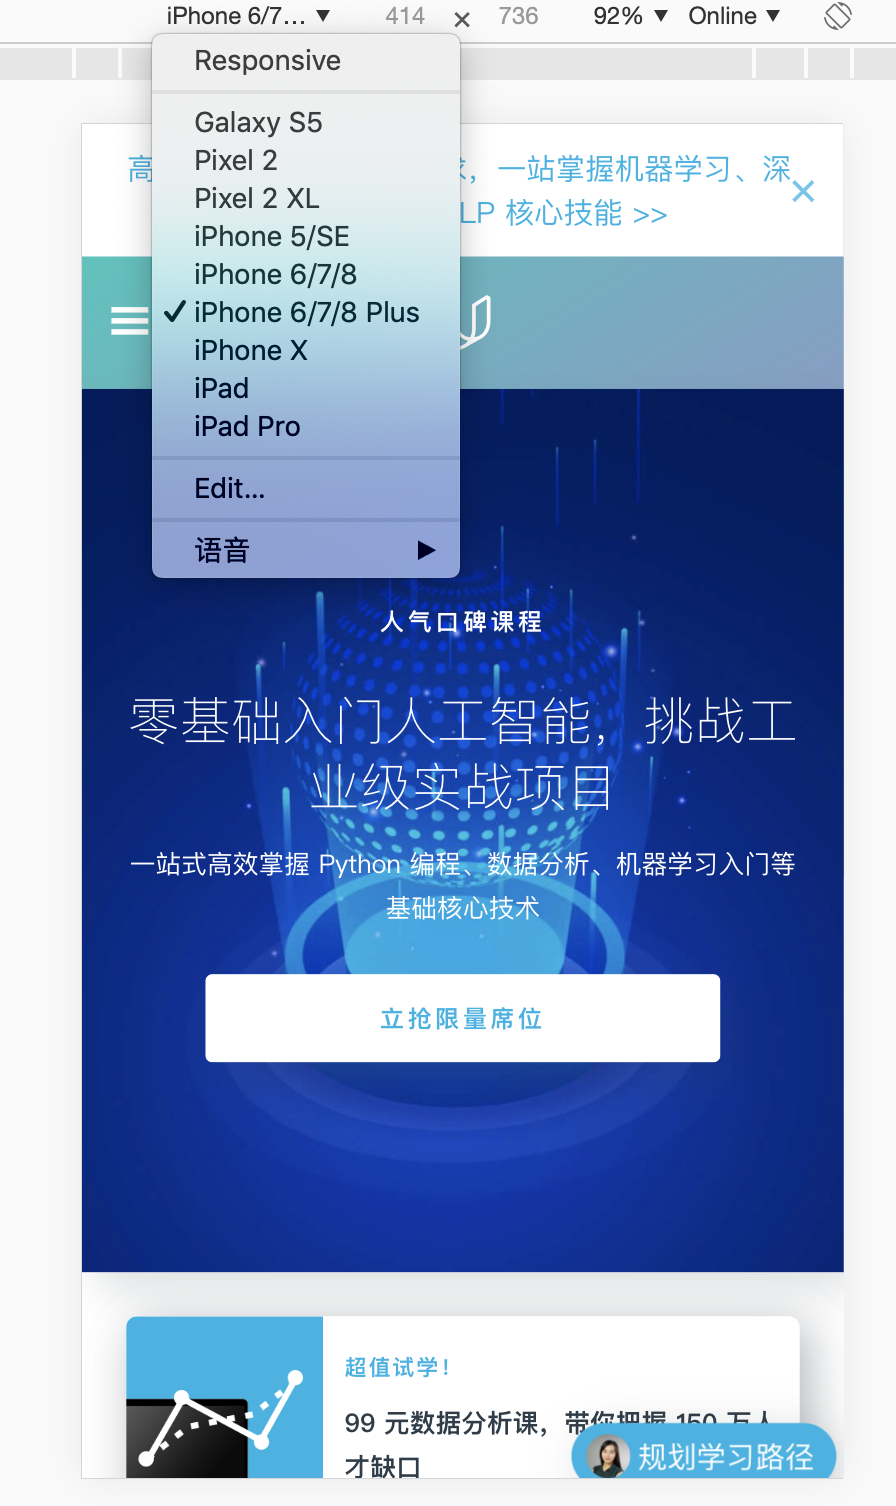 iPhone 6/7… ▼ 414 × 736 92% ▼ Online ▼
Responsive
Galaxy S5
Pixel 2
Pixel 2 XL
iPhone 5/SE
iPhone 6/7/8
✓ iPhone 6/7/8 Plus
iPhone X
iPad
iPad Pro
Edit...
语音 ▶
高
，一站掌握机器学习、深
LP 核心技能 >>
人气口碑课程
零基础入门人工智能，挑战工
业级实战项目
一站式高效掌握 Python 编程、数据分析、机器学习入门等
基础核心技术
立抢限量席位
超值试学！
99 元数据分析课，带你把握 150 万人
才缺口
规划学习路径